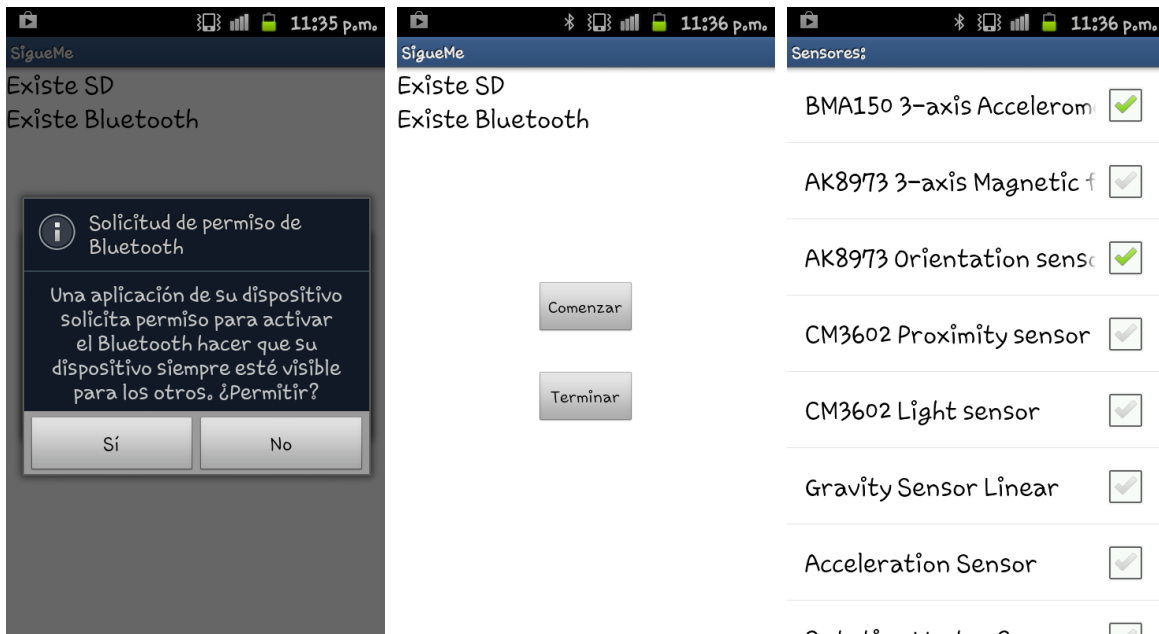 11:35 p.m.
SigueMe
Existe SD
Existe Bluetooth
Solicitud de permiso de
Bluetooth
Una aplicación de su dispositivo
solicita permiso para activar
el Bluetooth hacer que su
dispositivo siempre esté visible
para los otros. ¿Permitir?
Sí
No
11:36 p.m.
SigueMe
Existe SD
Existe Bluetooth
Comenzar
Terminar
11:36 p.m.
Sensores:
BMA150 3-axis Accelerom
AK8973 3-axis Magnetic f
AK8973 Orientation sens
CM3602 Proximity sensor
CM3602 Light sensor
Gravity Sensor Linear
Acceleration Sensor